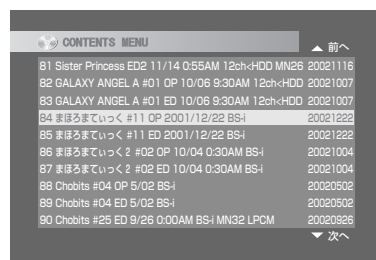 CONTENTS MENU
▲ 前へ
81 Sister Princess ED2 11/14 0:55AM 12ch<HDD MN26 20021116
82 GALAXY ANGEL A #01 OP 10/06 9:30AM 12ch<HDD 20021007
83 GALAXY ANGEL A #01 ED 10/06 9:30AM 12ch<HDD 20021007
84 まほろまてぃっく #11 OP 2001/12/22 BS-i 20021222
85 まほろまてぃっく #11 ED 2001/12/22 BS-i 20021222
86 まほろまてぃっく2 #02 OP 10/04 0:30AM BS-i 20021004
87 まほろまてぃっく2 #02 ED 10/04 0:30AM BS-i 20021004
88 Chobits #04 OP 5/02 BS-i 20020502
89 Chobits #04 ED 5/02 BS-i 20020502
90 Chobits #25 ED 9/26 0:00AM BS-i MN32 LPCM 20020926
▼ 次へ